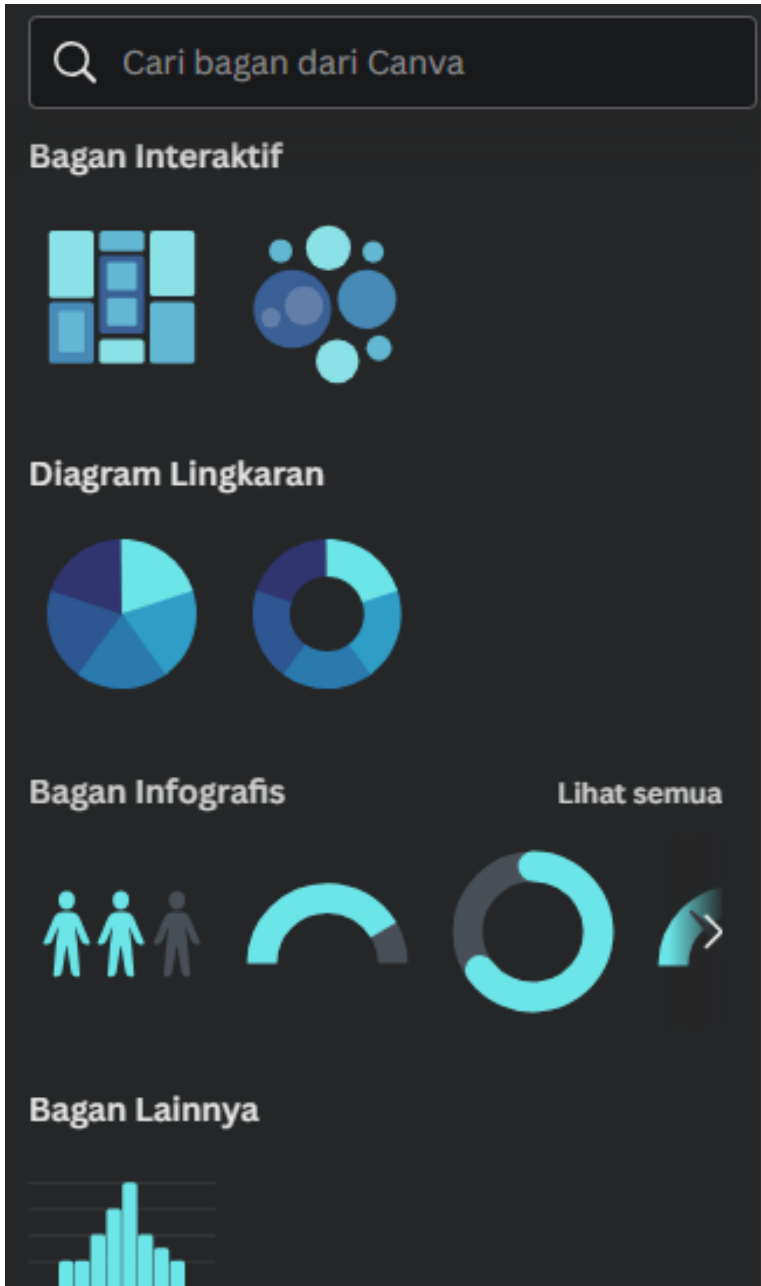 Cari bagan dari Canva
Bagan Interaktif
Diagram Lingkaran
Bagan Infografis
Lihat semua
Bagan Lainnya